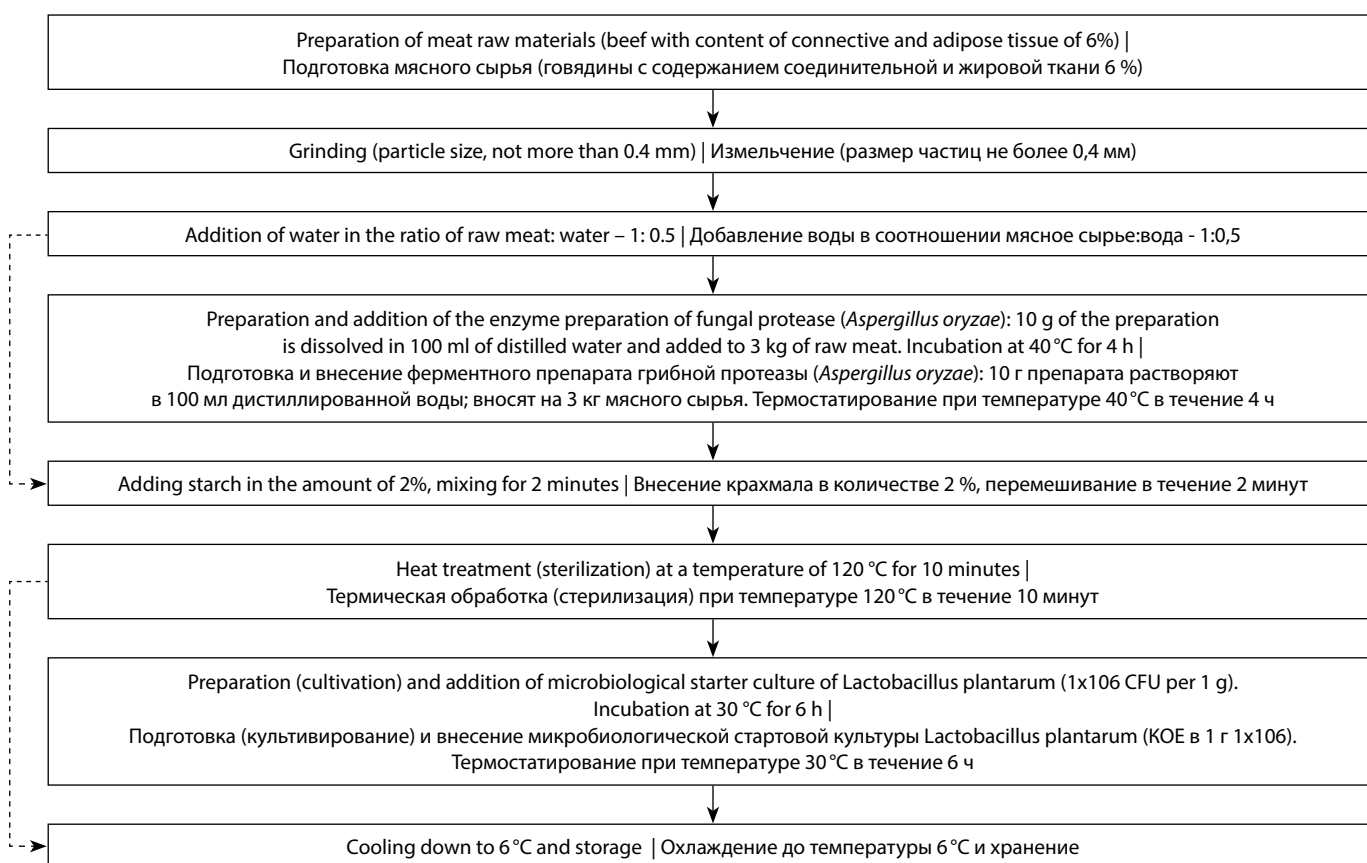 Preparation of meat raw materials (beef with content of connective and adipose tissue of 6%) |
Подготовка мясного сырья (говядины с содержанием соединительной и жировой ткани 6 %)
Grinding (particle size, not more than 0.4 mm) | Измельчение (размер частиц не более 0,4 мм)
Addition of water in the ratio of raw meat: water – 1: 0.5 | Добавление воды в соотношении мясное сырье:вода - 1:0,5
Preparation and addition of the enzyme preparation of fungal protease (Aspergillus oryzae): 10 g of the preparation
is dissolved in 100 ml of distilled water and added to 3 kg of raw meat. Incubation at 40 °C for 4 h |
Подготовка и внесение ферментного препарата грибной протеазы (Aspergillus oryzae): 10 г препарата растворяют
в 100 мл дистиллированной воды; вносят на 3 кг мясного сырья. Термостатирование при температуре 40 °C в течение 4 ч
Adding starch in the amount of 2%, mixing for 2 minutes | Внесение крахмала в количестве 2 %, перемешивание в течение 2 минут
Heat treatment (sterilization) at a temperature of 120 °C for 10 minutes |
Термическая обработка (стерилизация) при температуре 120 °C в течение 10 минут
Preparation (cultivation) and addition of microbiological starter culture of Lactobacillus plantarum (1x106 CFU per 1 g).
Incubation at 30 °C for 6 h |
Подготовка (культивирование) и внесение микробиологической стартовой культуры Lactobacillus plantarum (КОЕ в 1 г 1x106).
Термостатирование при температуре 30 °C в течение 6 ч
Cooling down to 6 °C and storage | Охлаждение до температуры 6 °C и хранение